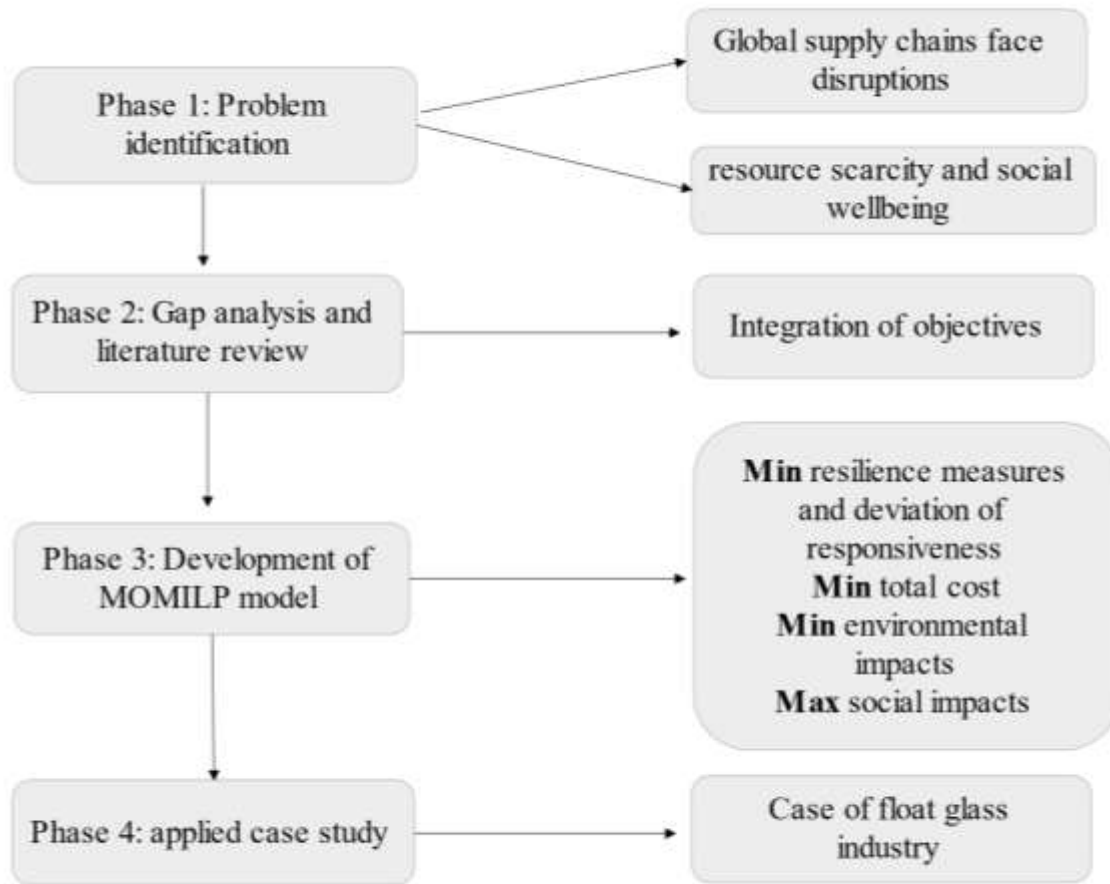 Phase 1: Problem
identification
Global supply chains face
disruptions
resource scarcity and social
wellbeing
Phase 2: Gap analysis and
literature review
Integration of objectives
Phase 3: Development of
MOMILP model
Min resilience measures
and deviation of
responsiveness
Min total cost
Min environmental
impacts
Max social impacts
Phase 4: applied case study
Case of float glass
industry